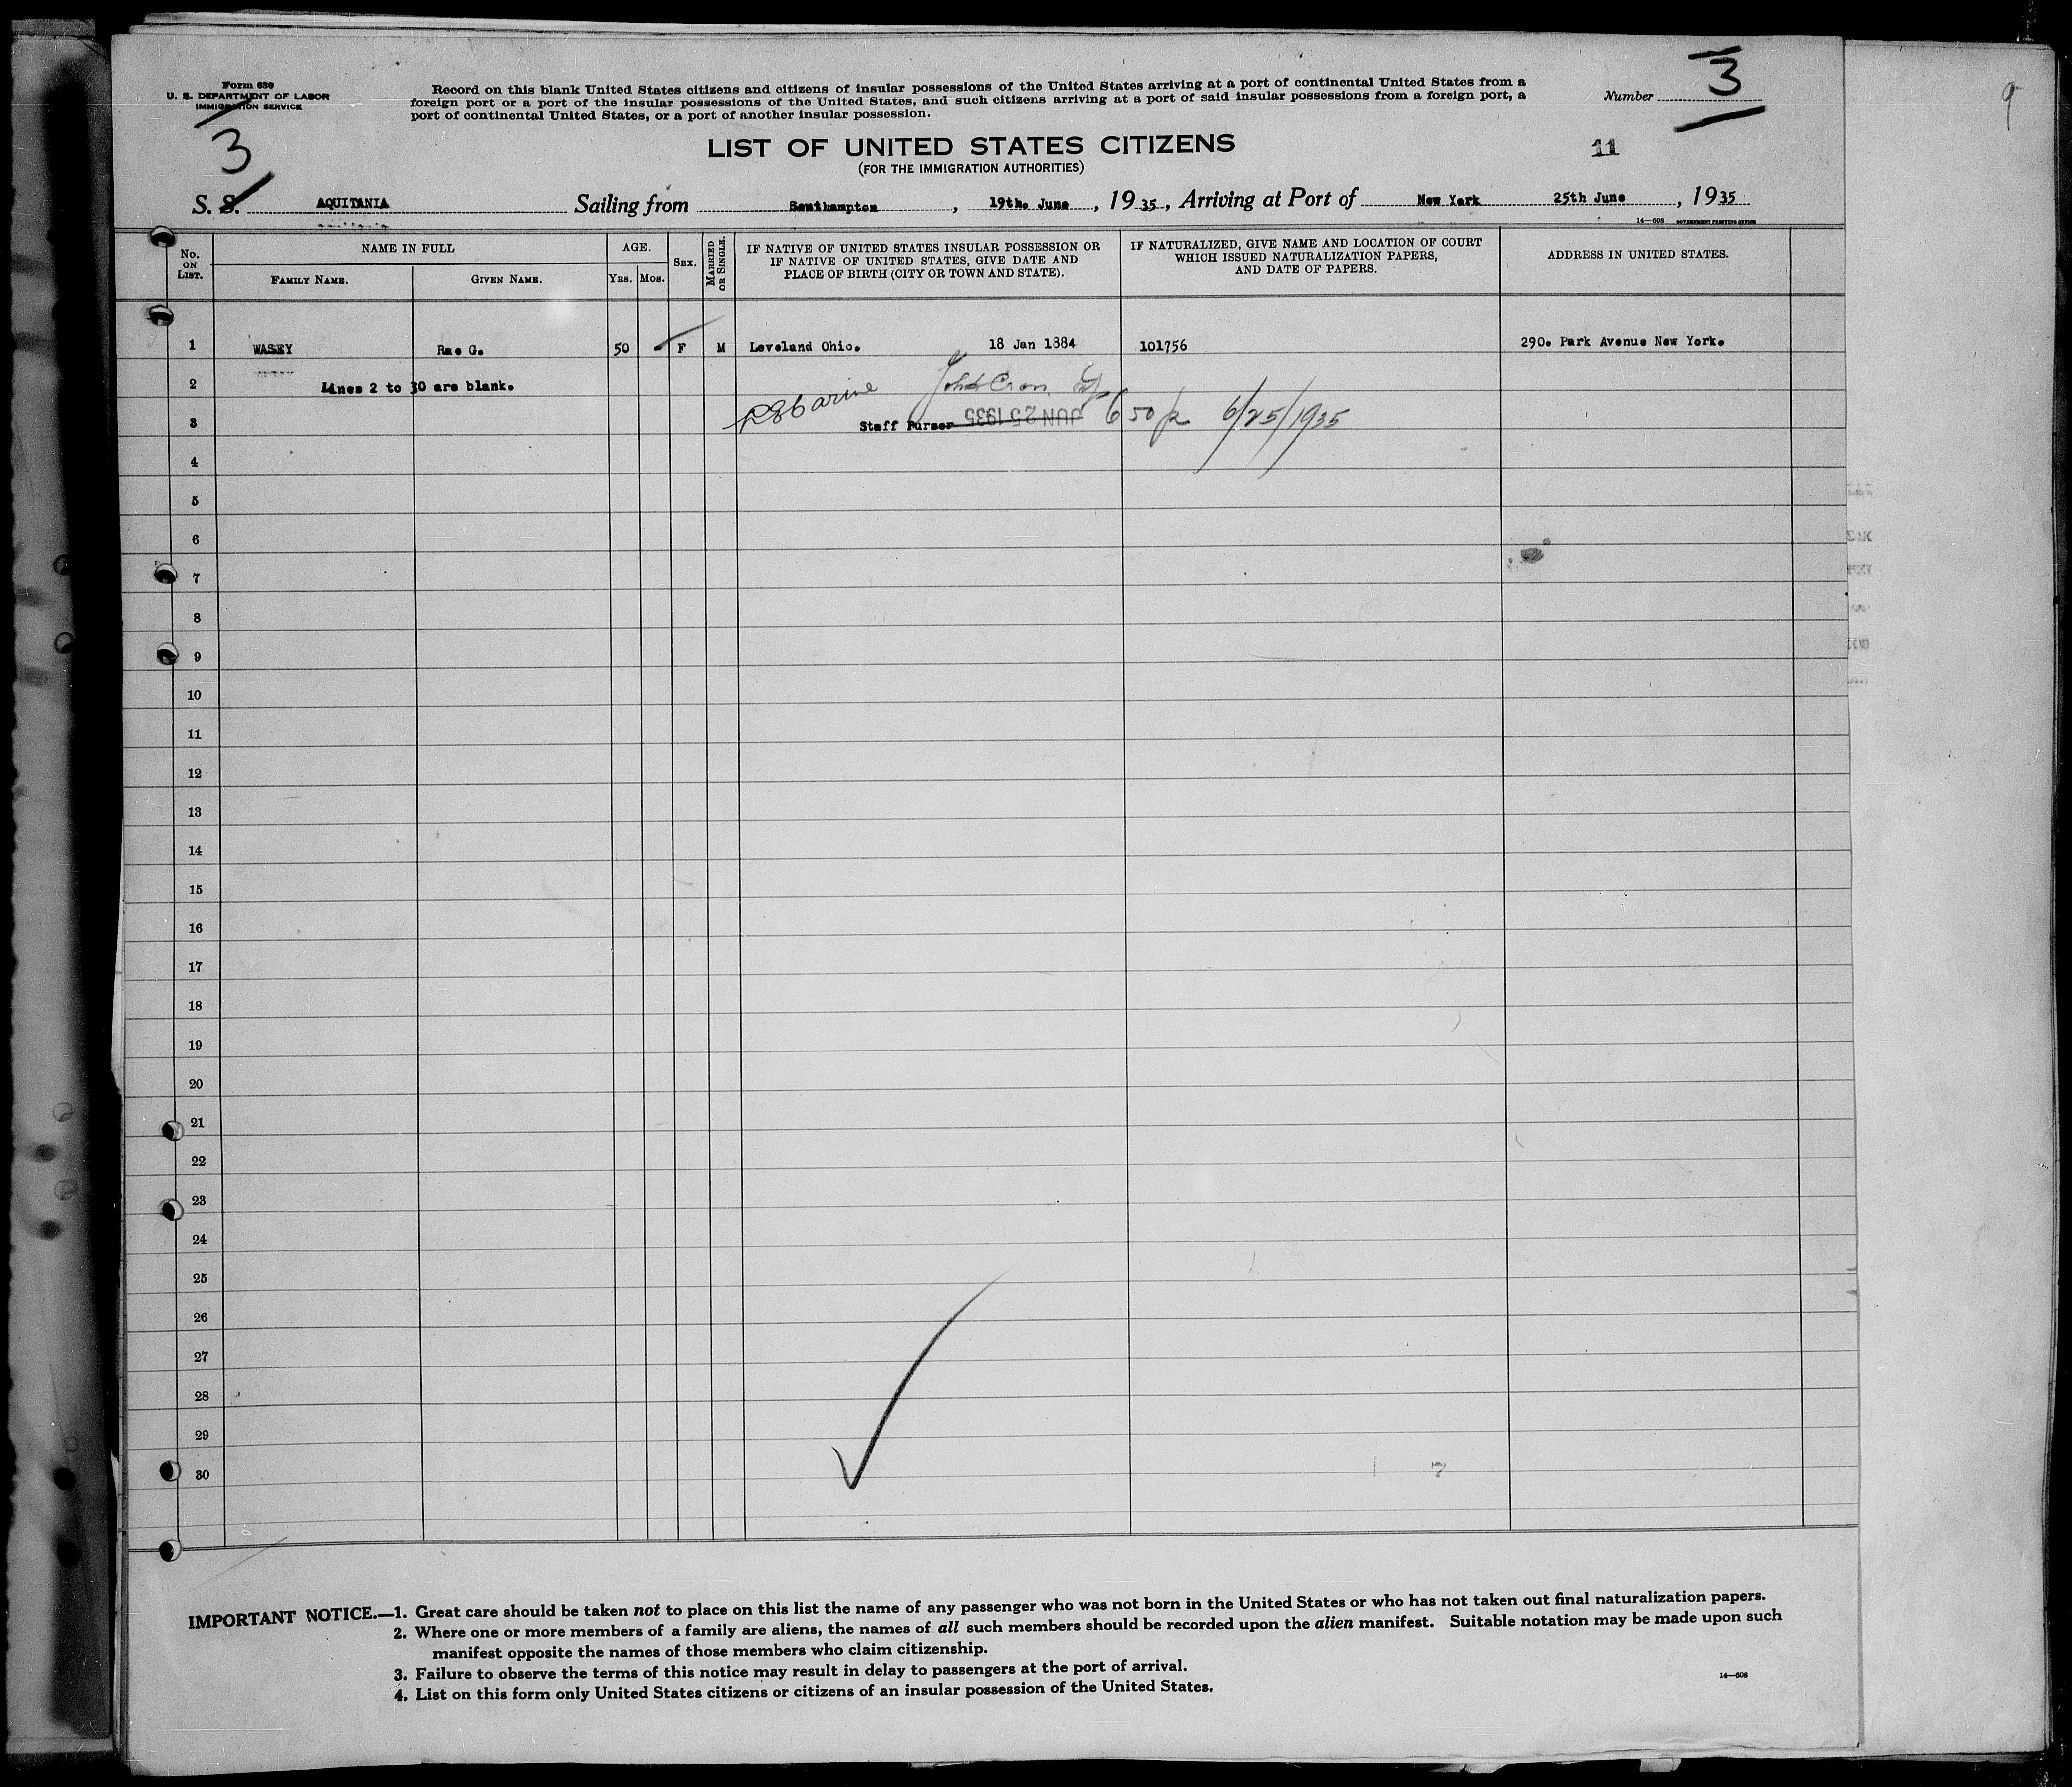 Form 630
U. S. DEPARTMENT OF LABOR
IMMIGRATION SERVICE
3
Record on this blank United States citizens and citizens of insular possessions of the United States arriving at a port of continental United States from a
foreign port or a port of the insular possessions of the United States, and such citizens arriving at a port of said insular possessions from a foreign port, a
port of continental United States, or a port of another insular possession.
Number 3
9
LIST OF UNITED STATES CITIZENS
(FOR THE IMMIGRATION AUTHORITIES)
11
S. S. AQUITANIA Sailing from Southampton, 19th. June, 1935, Arriving at Port of New York 25th June, 1935
14—608 GOVERNMENT PRINTING OFFICE
No. ON LIST.
NAME IN FULL
FAMILY NAME.
GIVEN NAME.
AGE.
YRS. MOS.
SEX.
MARRIED OR SINGLE.
IF NATIVE OF UNITED STATES INSULAR POSSESSION OR
IF NATIVE OF UNITED STATES, GIVE DATE AND
PLACE OF BIRTH (CITY OR TOWN AND STATE).
IF NATURALIZED, GIVE NAME AND LOCATION OF COURT
WHICH ISSUED NATURALIZATION PAPERS,
AND DATE OF PAPERS.
ADDRESS IN UNITED STATES.
1 WASEY Rae G. 50 - F M Leveland Ohio. 18 Jan 1884 101756 290. Park Avenue New York.
2 Lines 2 to 30 are blank.
3 Staff Purser JUN 25 1935 650 p 6/25/1935
4
5
6
7
8
9
10
11
12
13
14
15
16
17
18
19
20
21
22
23
24
25
26
27
28
29
30
IMPORTANT NOTICE.—1. Great care should be taken not to place on this list the name of any passenger who was not born in the United States or who has not taken out final naturalization papers.
2. Where one or more members of a family are aliens, the names of all such members should be recorded upon the alien manifest. Suitable notation may be made upon such
manifest opposite the names of those members who claim citizenship.
3. Failure to observe the terms of this notice may result in delay to passengers at the port of arrival.
4. List on this form only United States citizens or citizens of an insular possession of the United States.
14—608